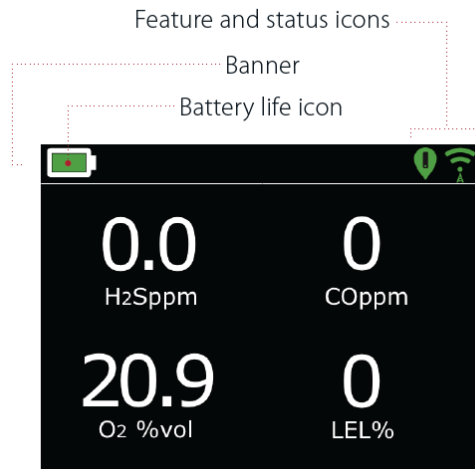 Feature and status icons
Banner
Battery life icon
0.0 0
H2Sppm COppm
20.9 0
O2 %vol LEL%